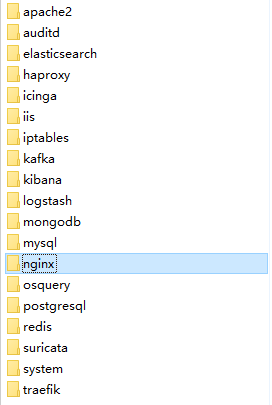 apache2
auditd
elasticsearch
haproxy
icinga
iis
iptables
kafka
kibana
logstash
mongodb
mysql
nginx
osquery
postgresql
redis
suricata
system
traefik